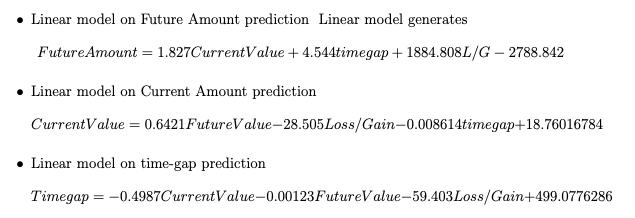 • Linear model on Future Amount prediction Linear model generates
FutureAmount = 1.827CurrentValue + 4.544timegap + 1884.808L/G − 2788.842
• Linear model on Current Amount prediction
CurrentValue = 0.6421FutureValue−28.505Loss/Gain−0.008614timegap+18.76016784
• Linear model on time-gap prediction
Timegap = −0.4987CurrentValue−0.00123FutureValue−59.403Loss/Gain+499.0776286